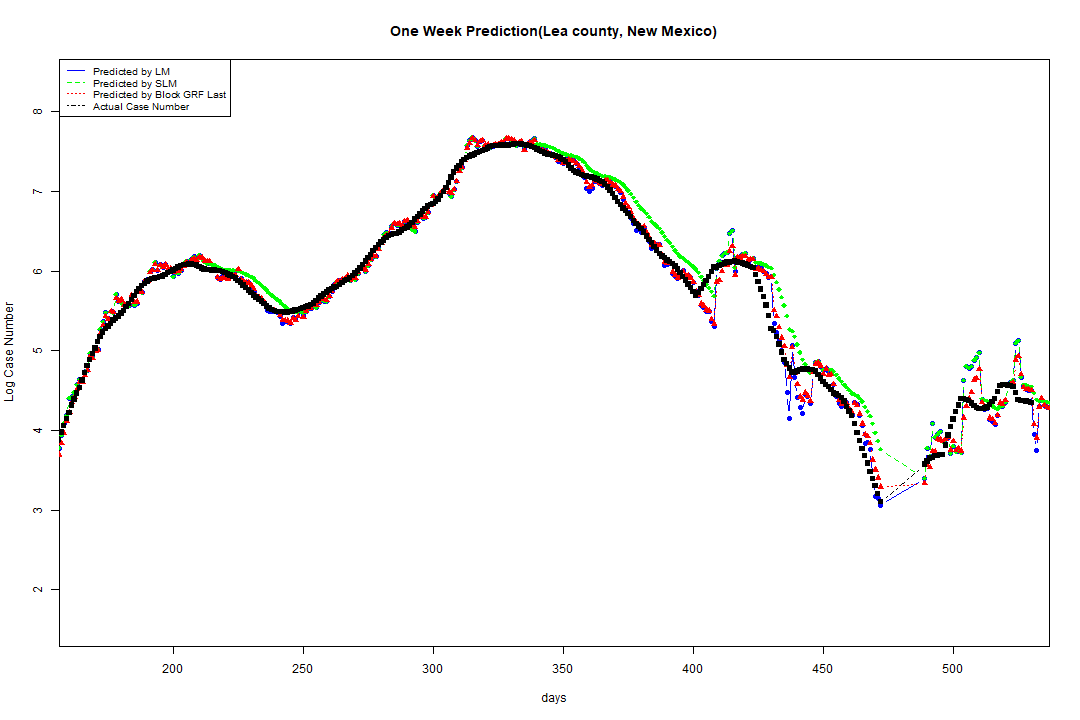 One Week Prediction(Lea county, New Mexico)
Predicted by LM
Predicted by SLM
Predicted by Block GRF Last
Actual Case Number
8
7
6
5
4
3
2
Log Case Number
200 250 300 350 400 450 500
days